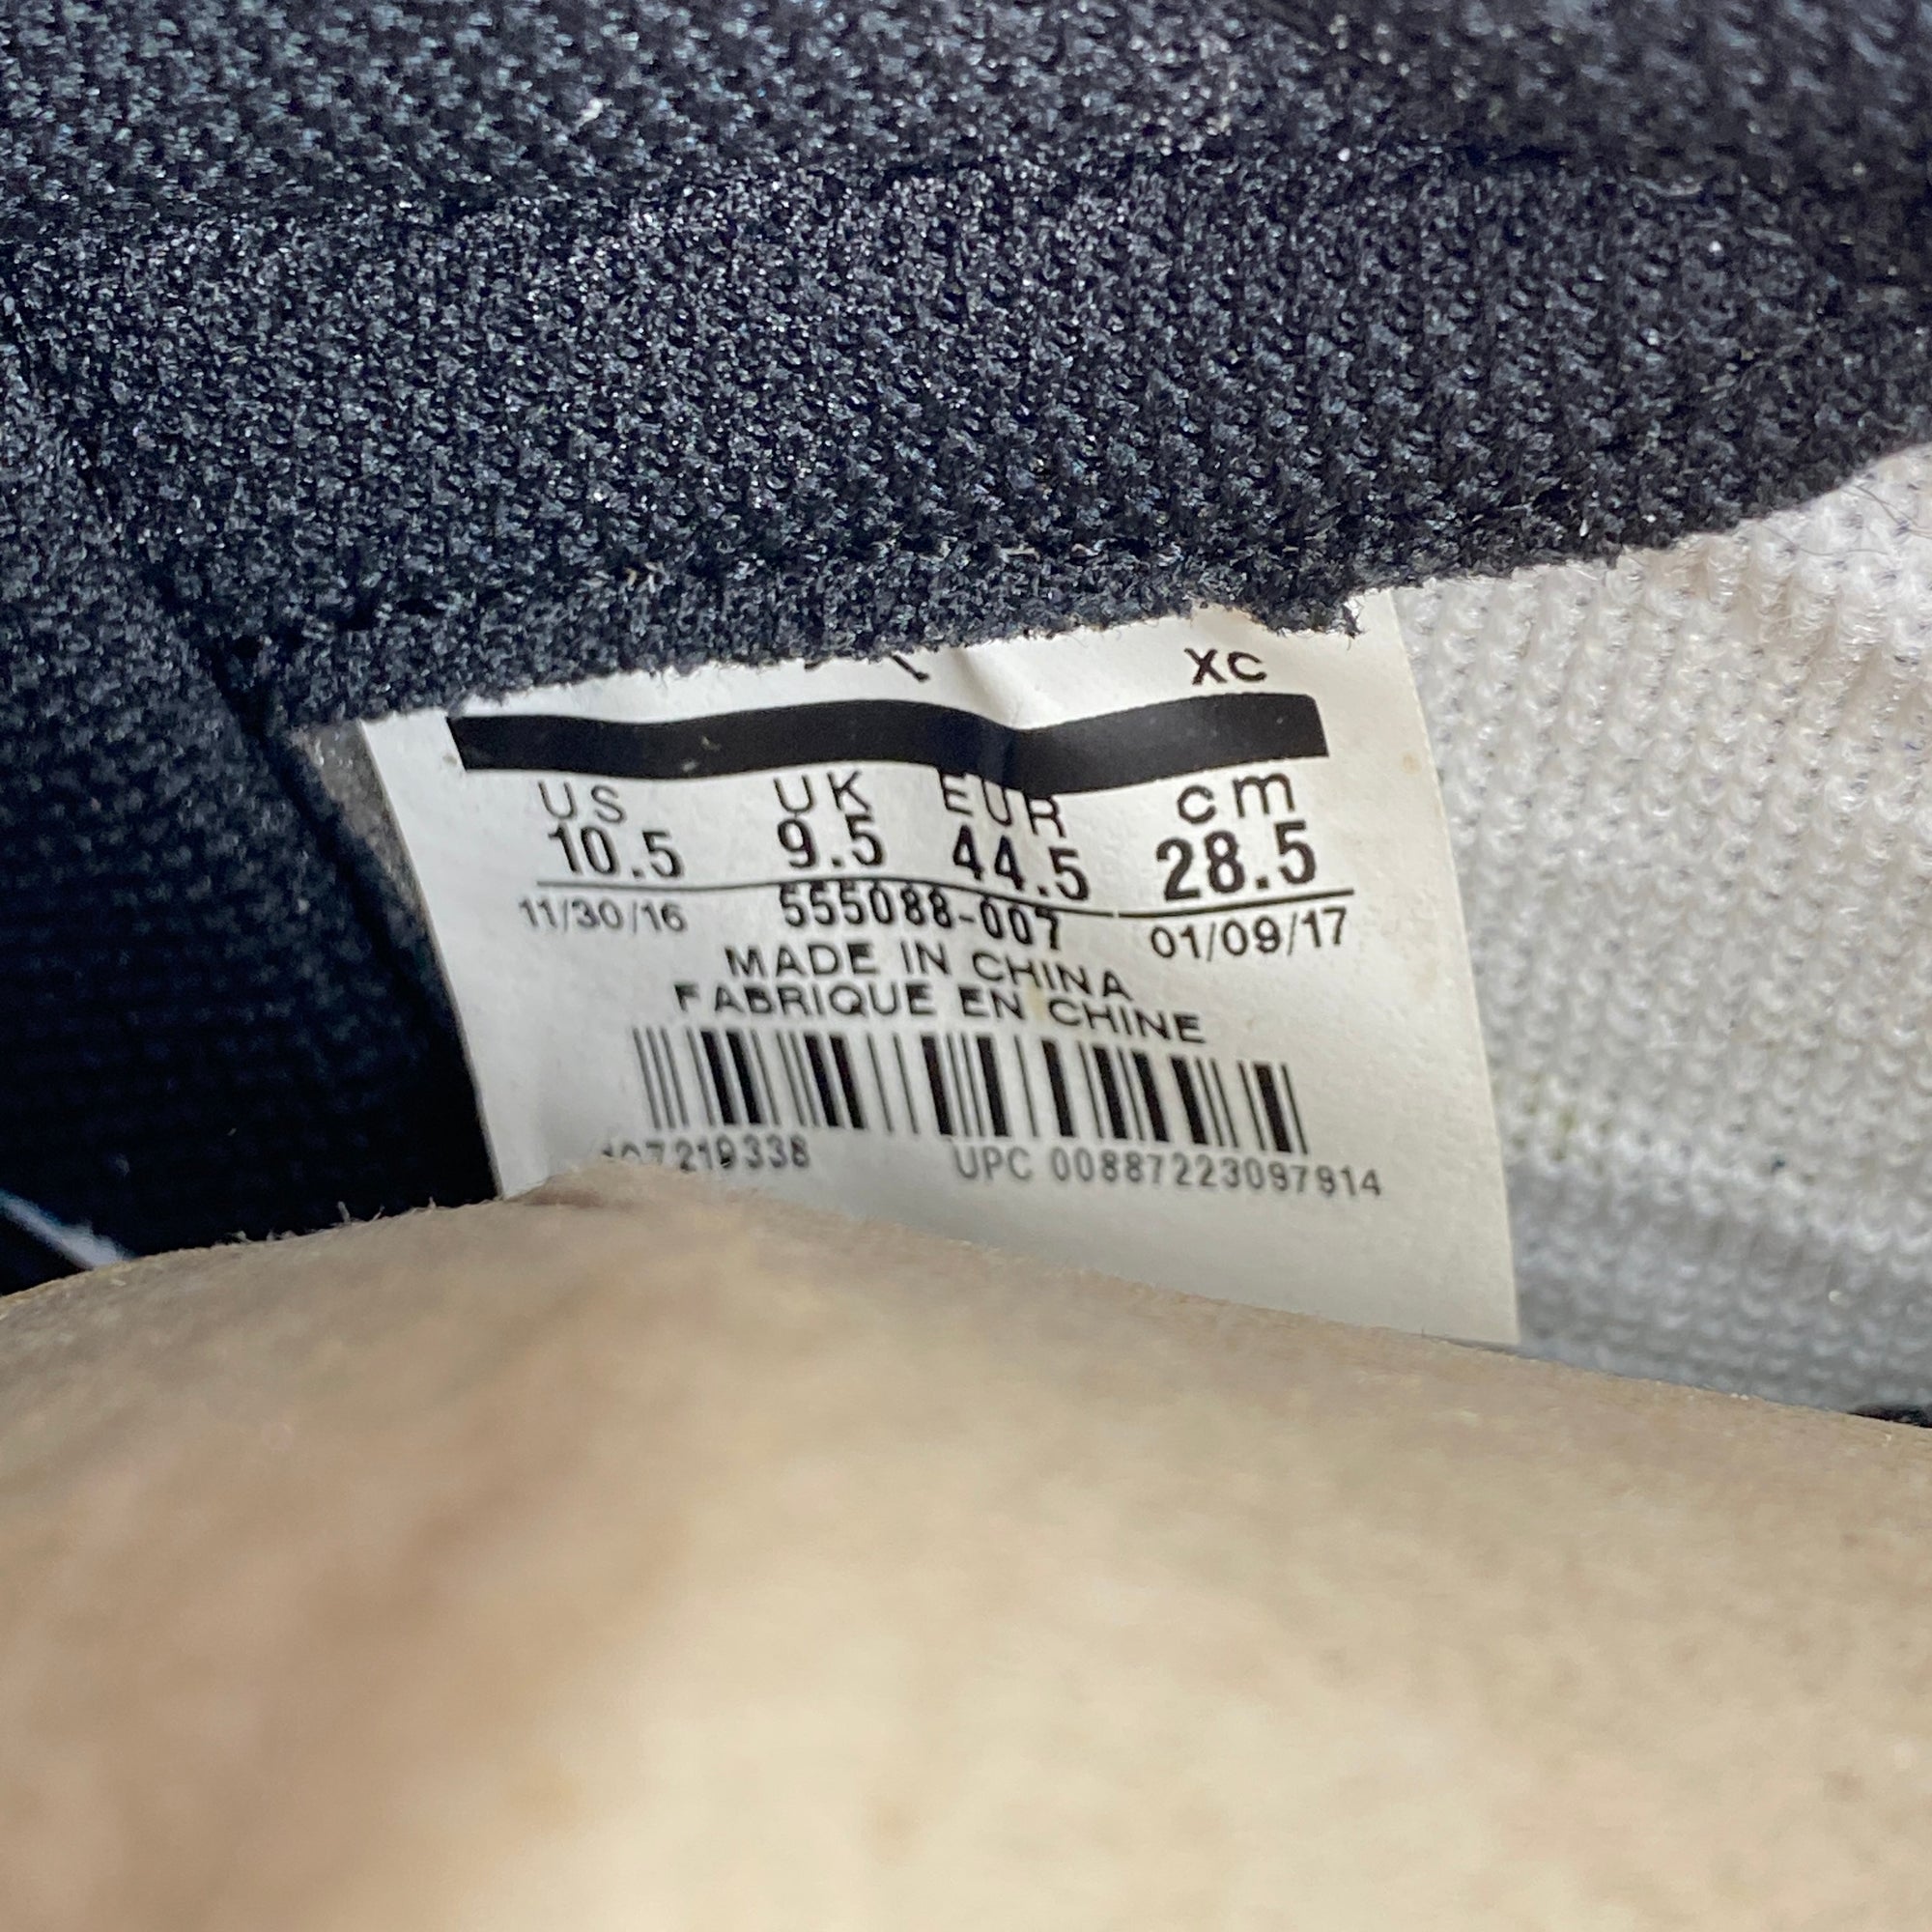 XC
US UK EUR cm
10.5 9.5 44.5 28.5
11/30/16 555088-007 01/09/17
MADE IN CHINA
FABRIQUE EN CHINE
UPC 00887223097914